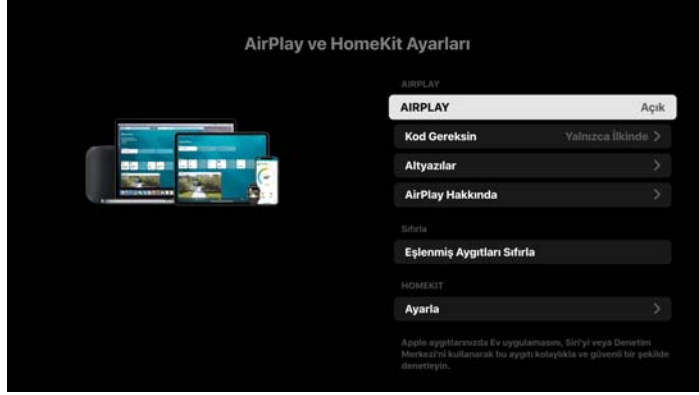 AirPlay ve HomeKit Ayarları
AIRPLAY
AIRPLAY Açık
Kod Gereksin Yalnızca İlkinde
Altyazılar
AirPlay Hakkında
Sıfırla
Eşlenmiş Aygıtları Sıfırla
HOMEKIT
Ayarla
Apple aygıtlarınızda Ev uygulamasını, Siri'yi veya Denetim
Merkezi'ni kullanarak bu aygıtı kolaylıkla ve güvenli bir şekilde
denetleyin.